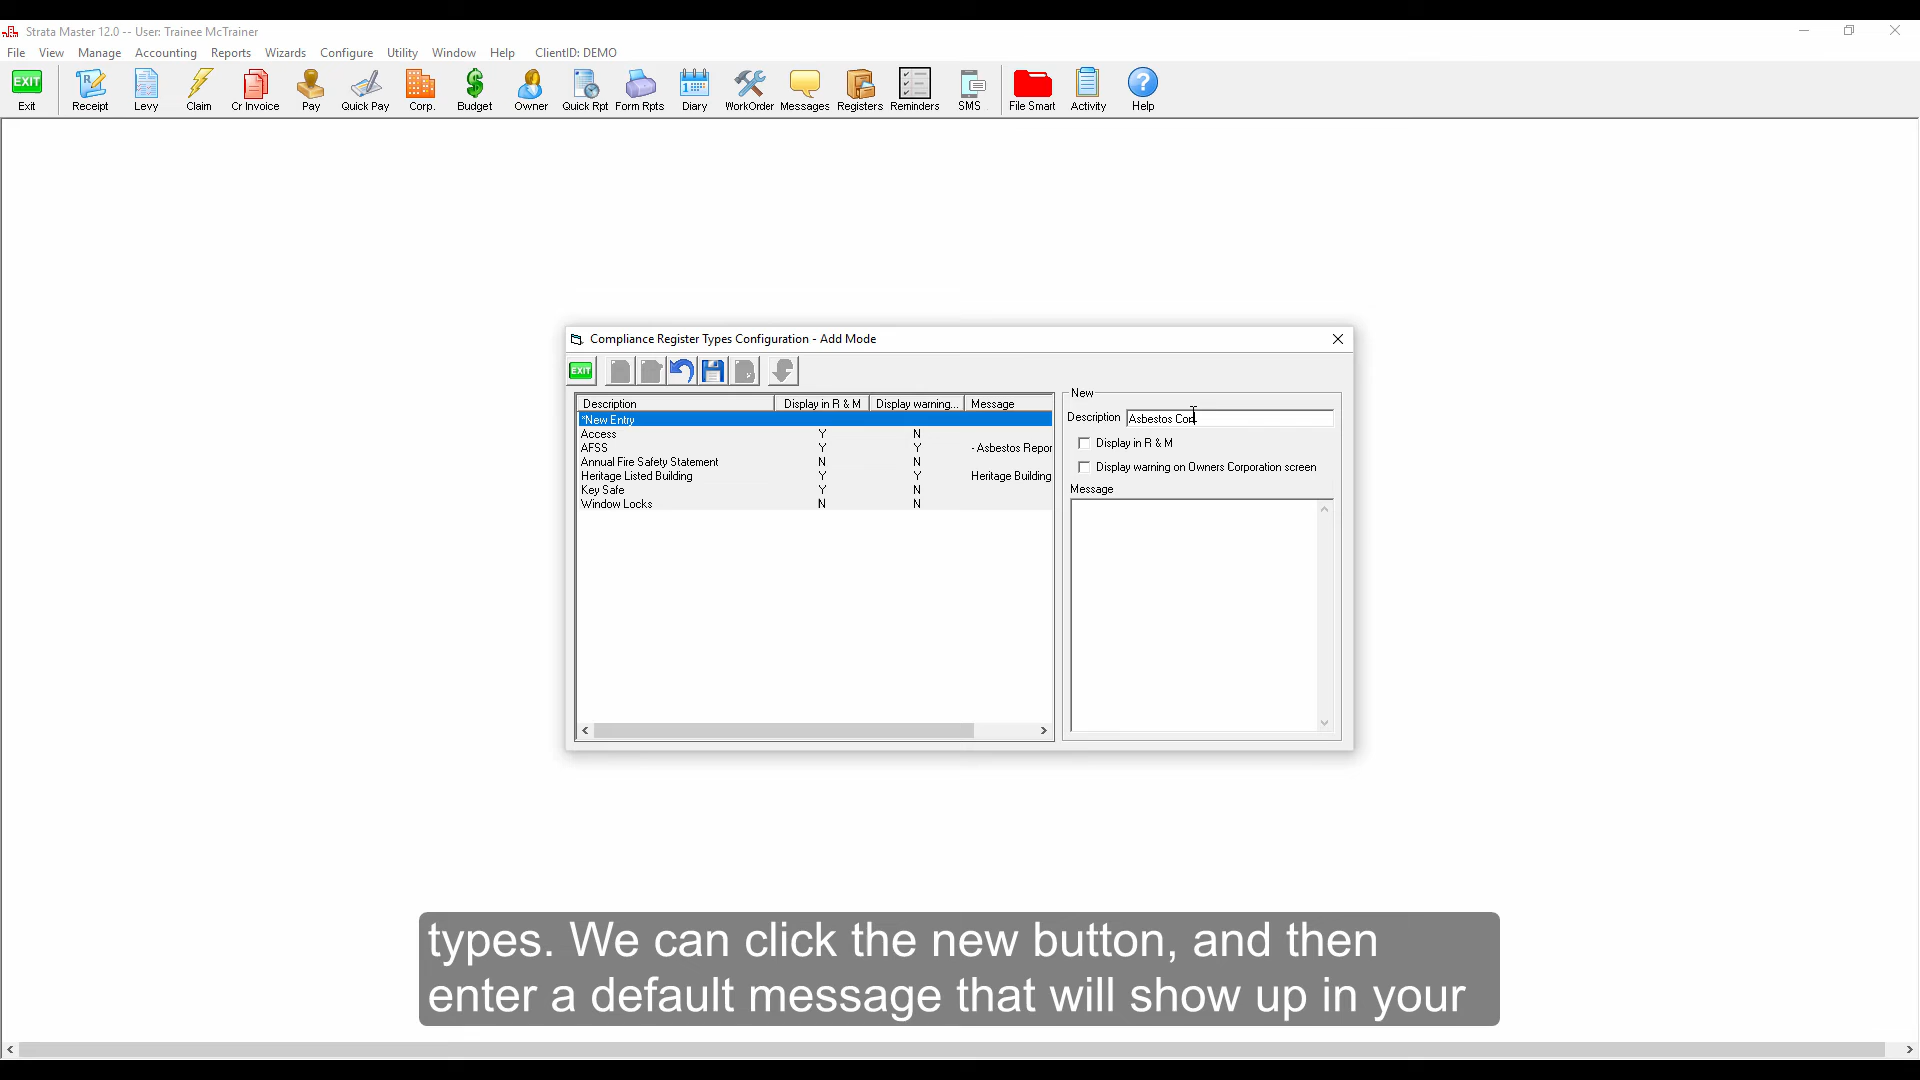 Strata Master 12.0 -- User: Trainee McTrainer
File View Manage Accounting Reports Wizards Configure Utility Window Help ClientID: DEMO
EXIT
Exit Receipt Levy Claim Cr Invoice Pay Quick Pay Corp. Budget Owner Quick Rpt Form Rpts Diary WorkOrder Messages Registers Reminders SMS File Smart Activity Help
Compliance Register Types Configuration - Add Mode
EXIT
Description Display in R & M Display warning... Message
*New Entry
Access Y N
AFSS Y Y - Asbestos Repor
Annual Fire Safety Statement N N
Heritage Listed Building Y Y Heritage Building
Key Safe Y N
Window Locks N N
New
Description Asbestos Con
Display in R & M
Display warning on Owners Corporation screen
Message
types. We can click the new button, and then
enter a default message that will show up in your